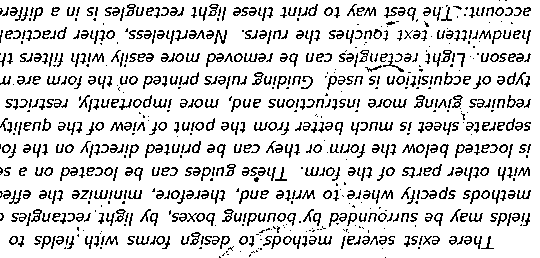 There exist several methods to design forms with fields to
fields may be surrounded by bounding boxes, by light rectangles o
methods specify where to write and, therefore, minimize the effec
with other parts of the form. These guides can be located on a se
is located below the form or they can be printed directly on the fo
separate sheet is much better from the point of view of the quality
requires giving more instructions and, more importantly, restricts
type of acquisition is used. Guiding rulers printed on the form are m
reason. Light rectangles can be removed more easily with filters th
handwritten text touches the rulers. Nevertheless, other practical
account: The best way to print these light rectangles is in a differe